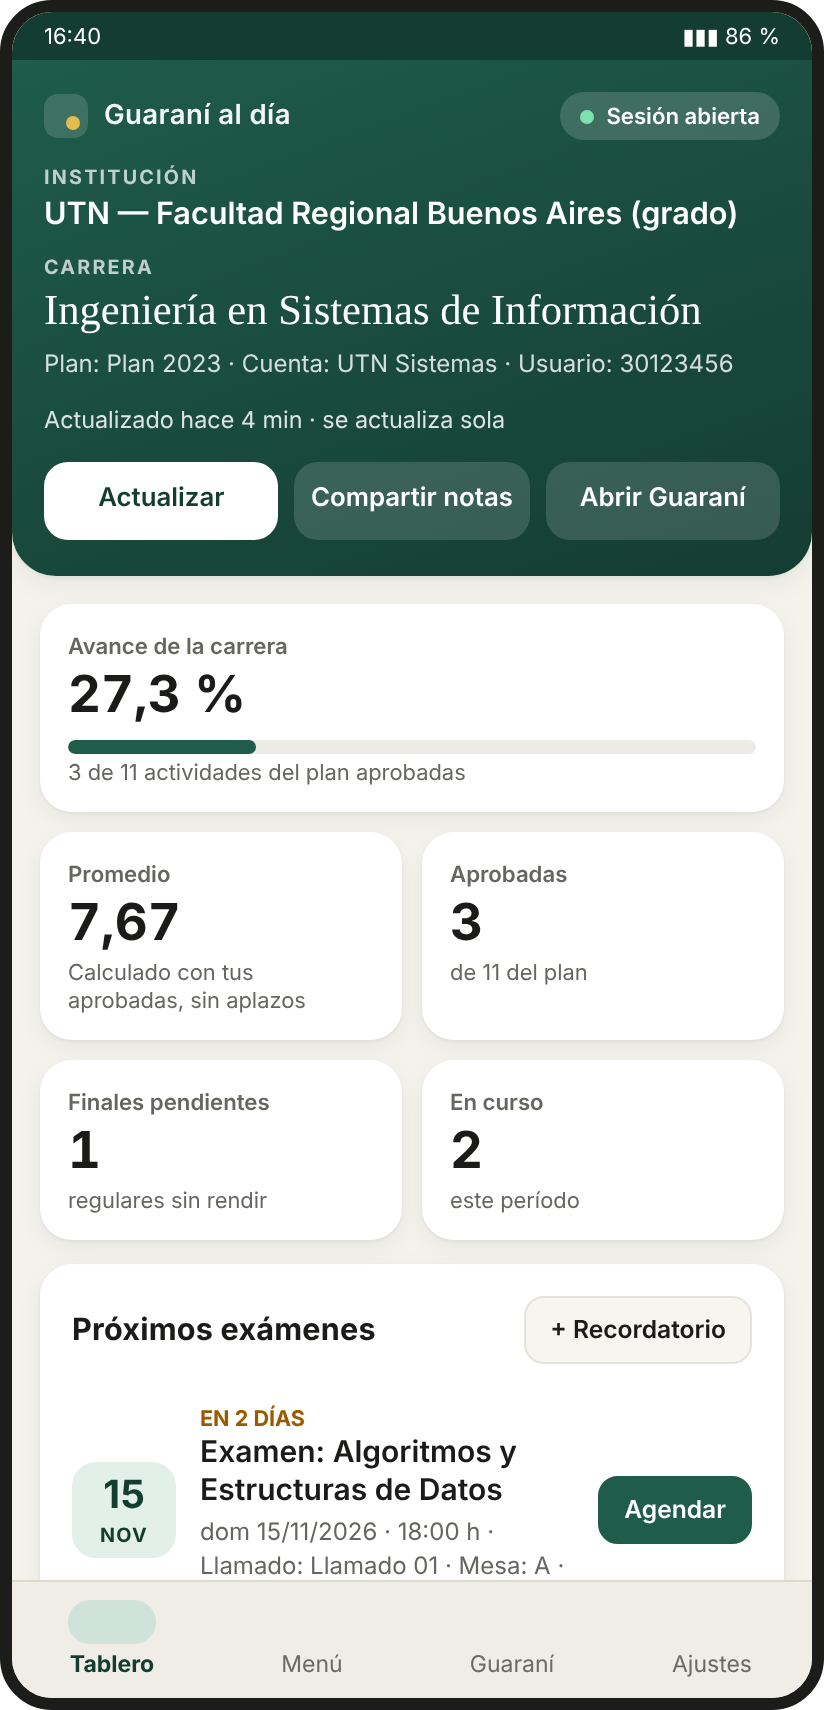 16:40
86 %
Guaraní al día
Sesión abierta
INSTITUCIÓN
UTN — Facultad Regional Buenos Aires (grado)
CARRERA
Ingeniería en Sistemas de Información
Plan: Plan 2023 · Cuenta: UTN Sistemas · Usuario: 30123456
Actualizado hace 4 min · se actualiza sola
Actualizar
Compartir notas
Abrir Guaraní
Avance de la carrera
27,3 %
3 de 11 actividades del plan aprobadas
Promedio
7,67
Calculado con tus
aprobadas, sin aplazos
Aprobadas
3
de 11 del plan
Finales pendientes
1
regulares sin rendir
En curso
2
este período
Próximos exámenes
+ Recordatorio
15
NOV
EN 2 DÍAS
Examen: Algoritmos y
Estructuras de Datos
dom 15/11/2026 · 18:00 h ·
Llamado: Llamado 01 · Mesa: A ·
Agendar
Tablero
Menú
Guaraní
Ajustes